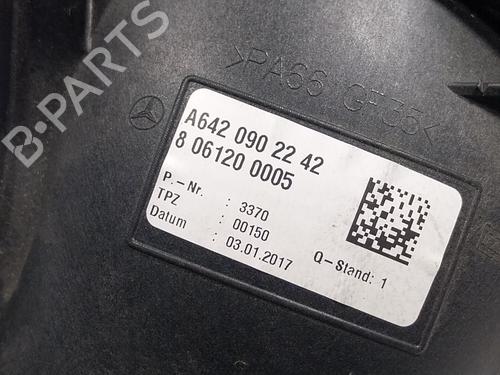 B-PARTS
>PA66 GF35<
A642 090 22 42
8 06120 0005
P.-Nr. : 3370
TPZ : 00150
Datum : 03.01.2017
Q-Stand: 1